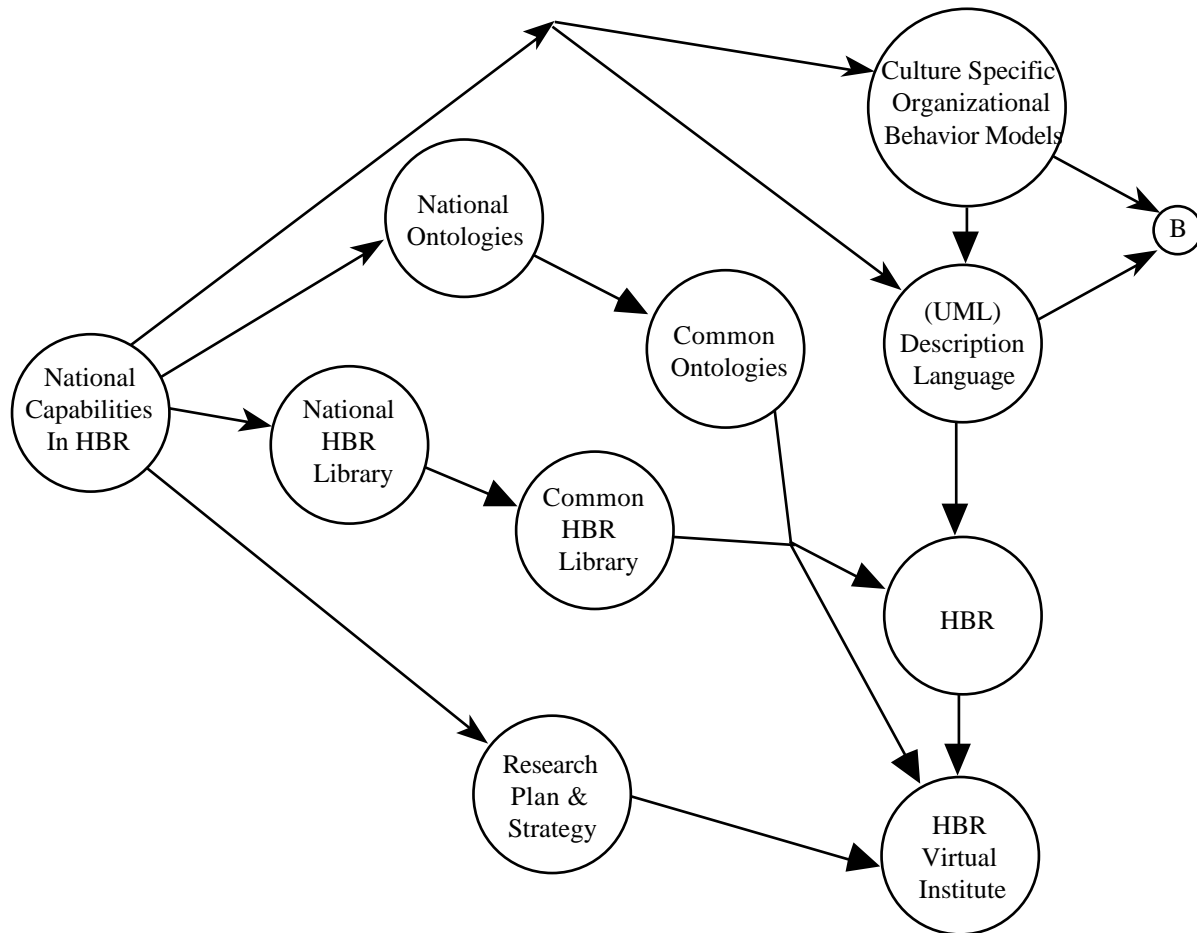 Culture Specific
Organizational
Behavior Models
B
National
Ontologies
(UML)
Description
Language
Common
Ontologies
National
Capabilities
In HBR
National
HBR
Library
Common
HBR
Library
HBR
Research
Plan &
Strategy
HBR
Virtual
Institute